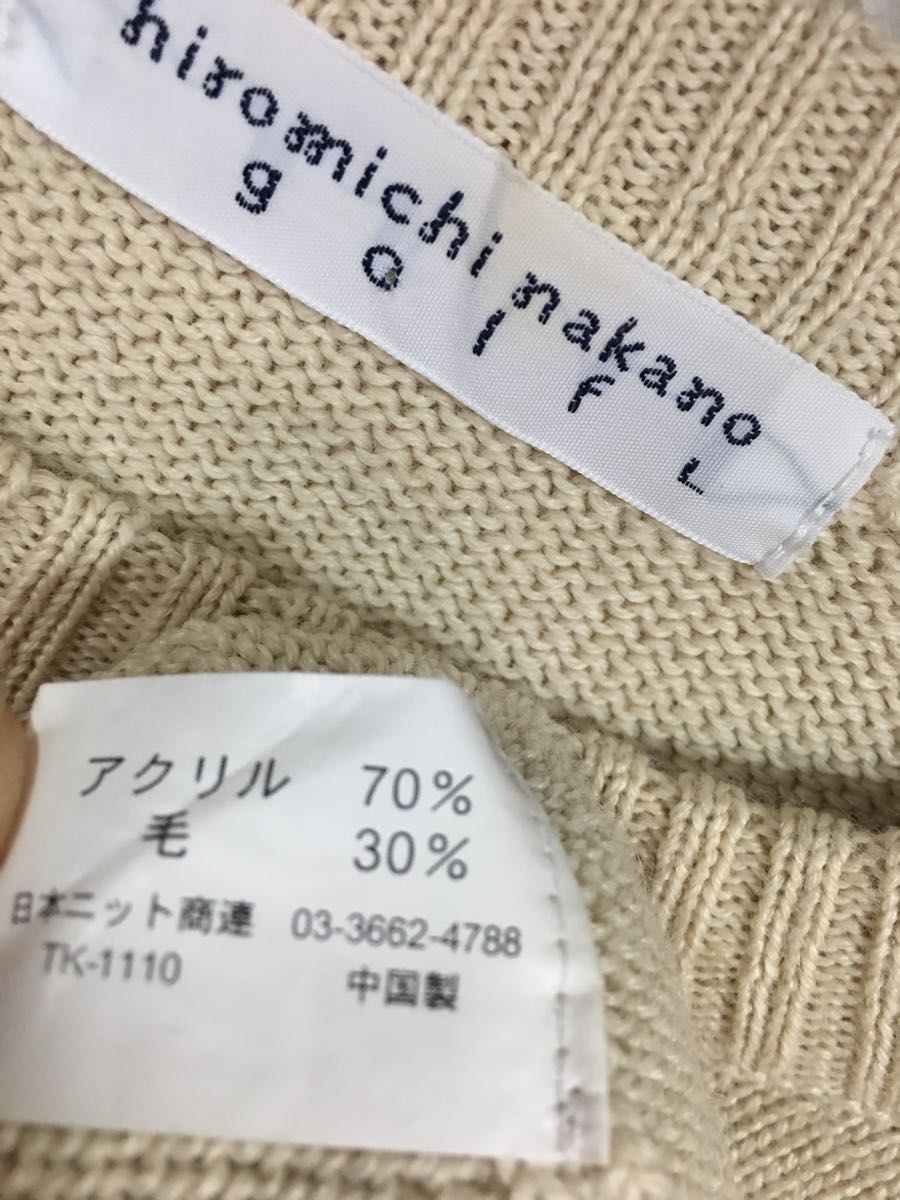 hiromichi nakano
golf
L
アクリル 70%
毛 30%
日本ニット商連 03-3662-4788
TK-1110 中国製